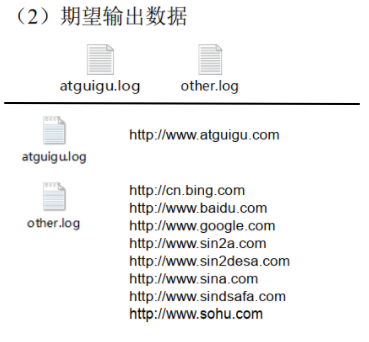 （2）期望输出数据
atguigu.log other.log
atguigu.log
http://www.atguigu.com
other.log
http://cn.bing.com
http://www.baidu.com
http://www.google.com
http://www.sin2a.com
http://www.sin2desa.com
http://www.sina.com
http://www.sindsafa.com
http://www.sohu.com